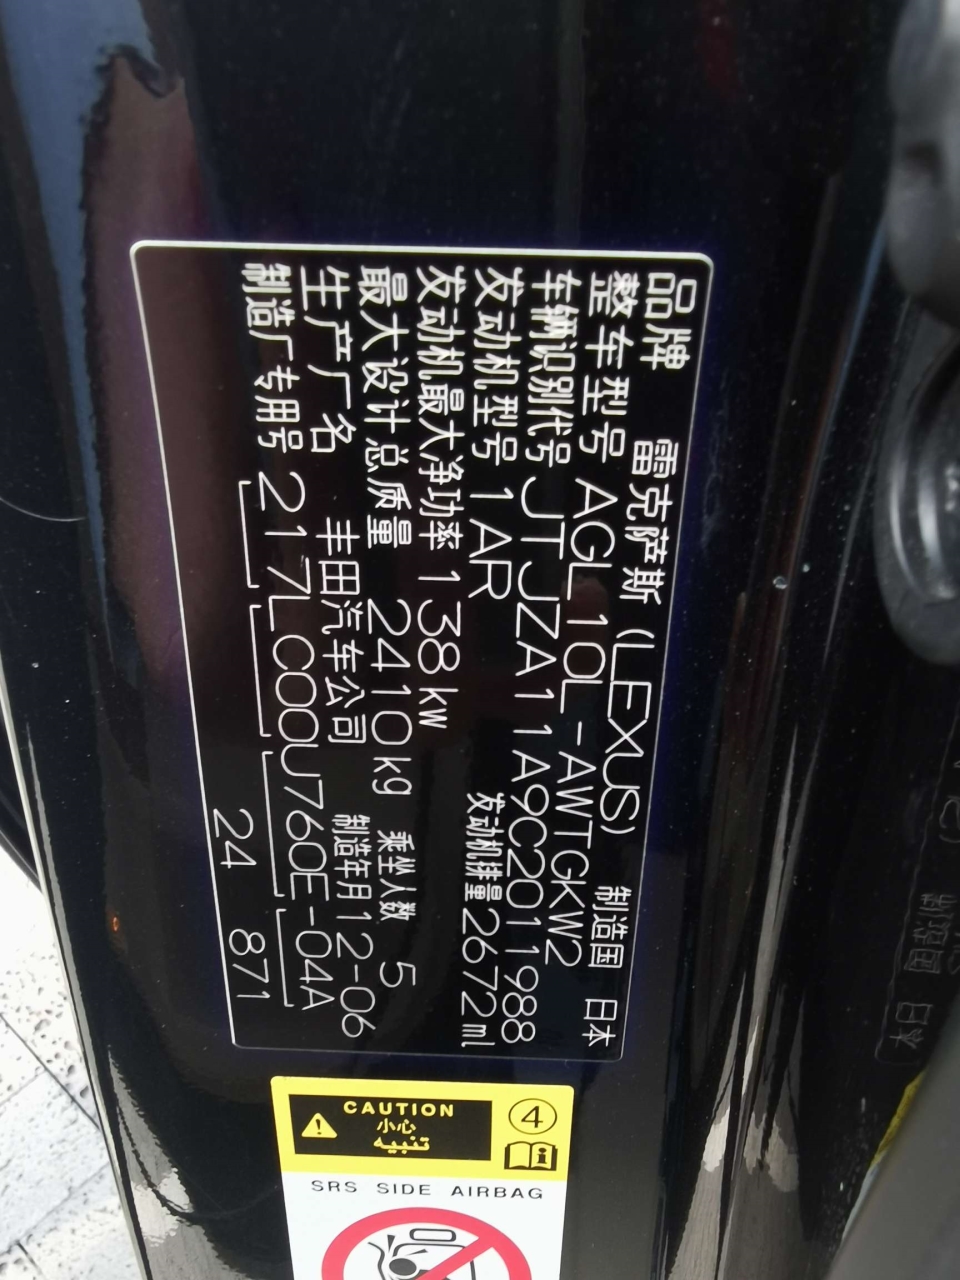 品牌 雷克萨斯 (LEXUS) 制造国 日本
整车型号 AGL10L-AWTGKW2
车辆识别代号 JTJZA11A9C2011988
发动机型号 1AR 发动机排量 2672ml
发动机最大净功率 138kw
最大设计总质量 2410kg 乘坐人数 5
生产厂名 丰田汽车公司 制造年月 12-06
制造厂专用号 217LC00U760E-04A
24 871
CAUTION
小心
تنبيه
4
SRS SIDE AIRBAG